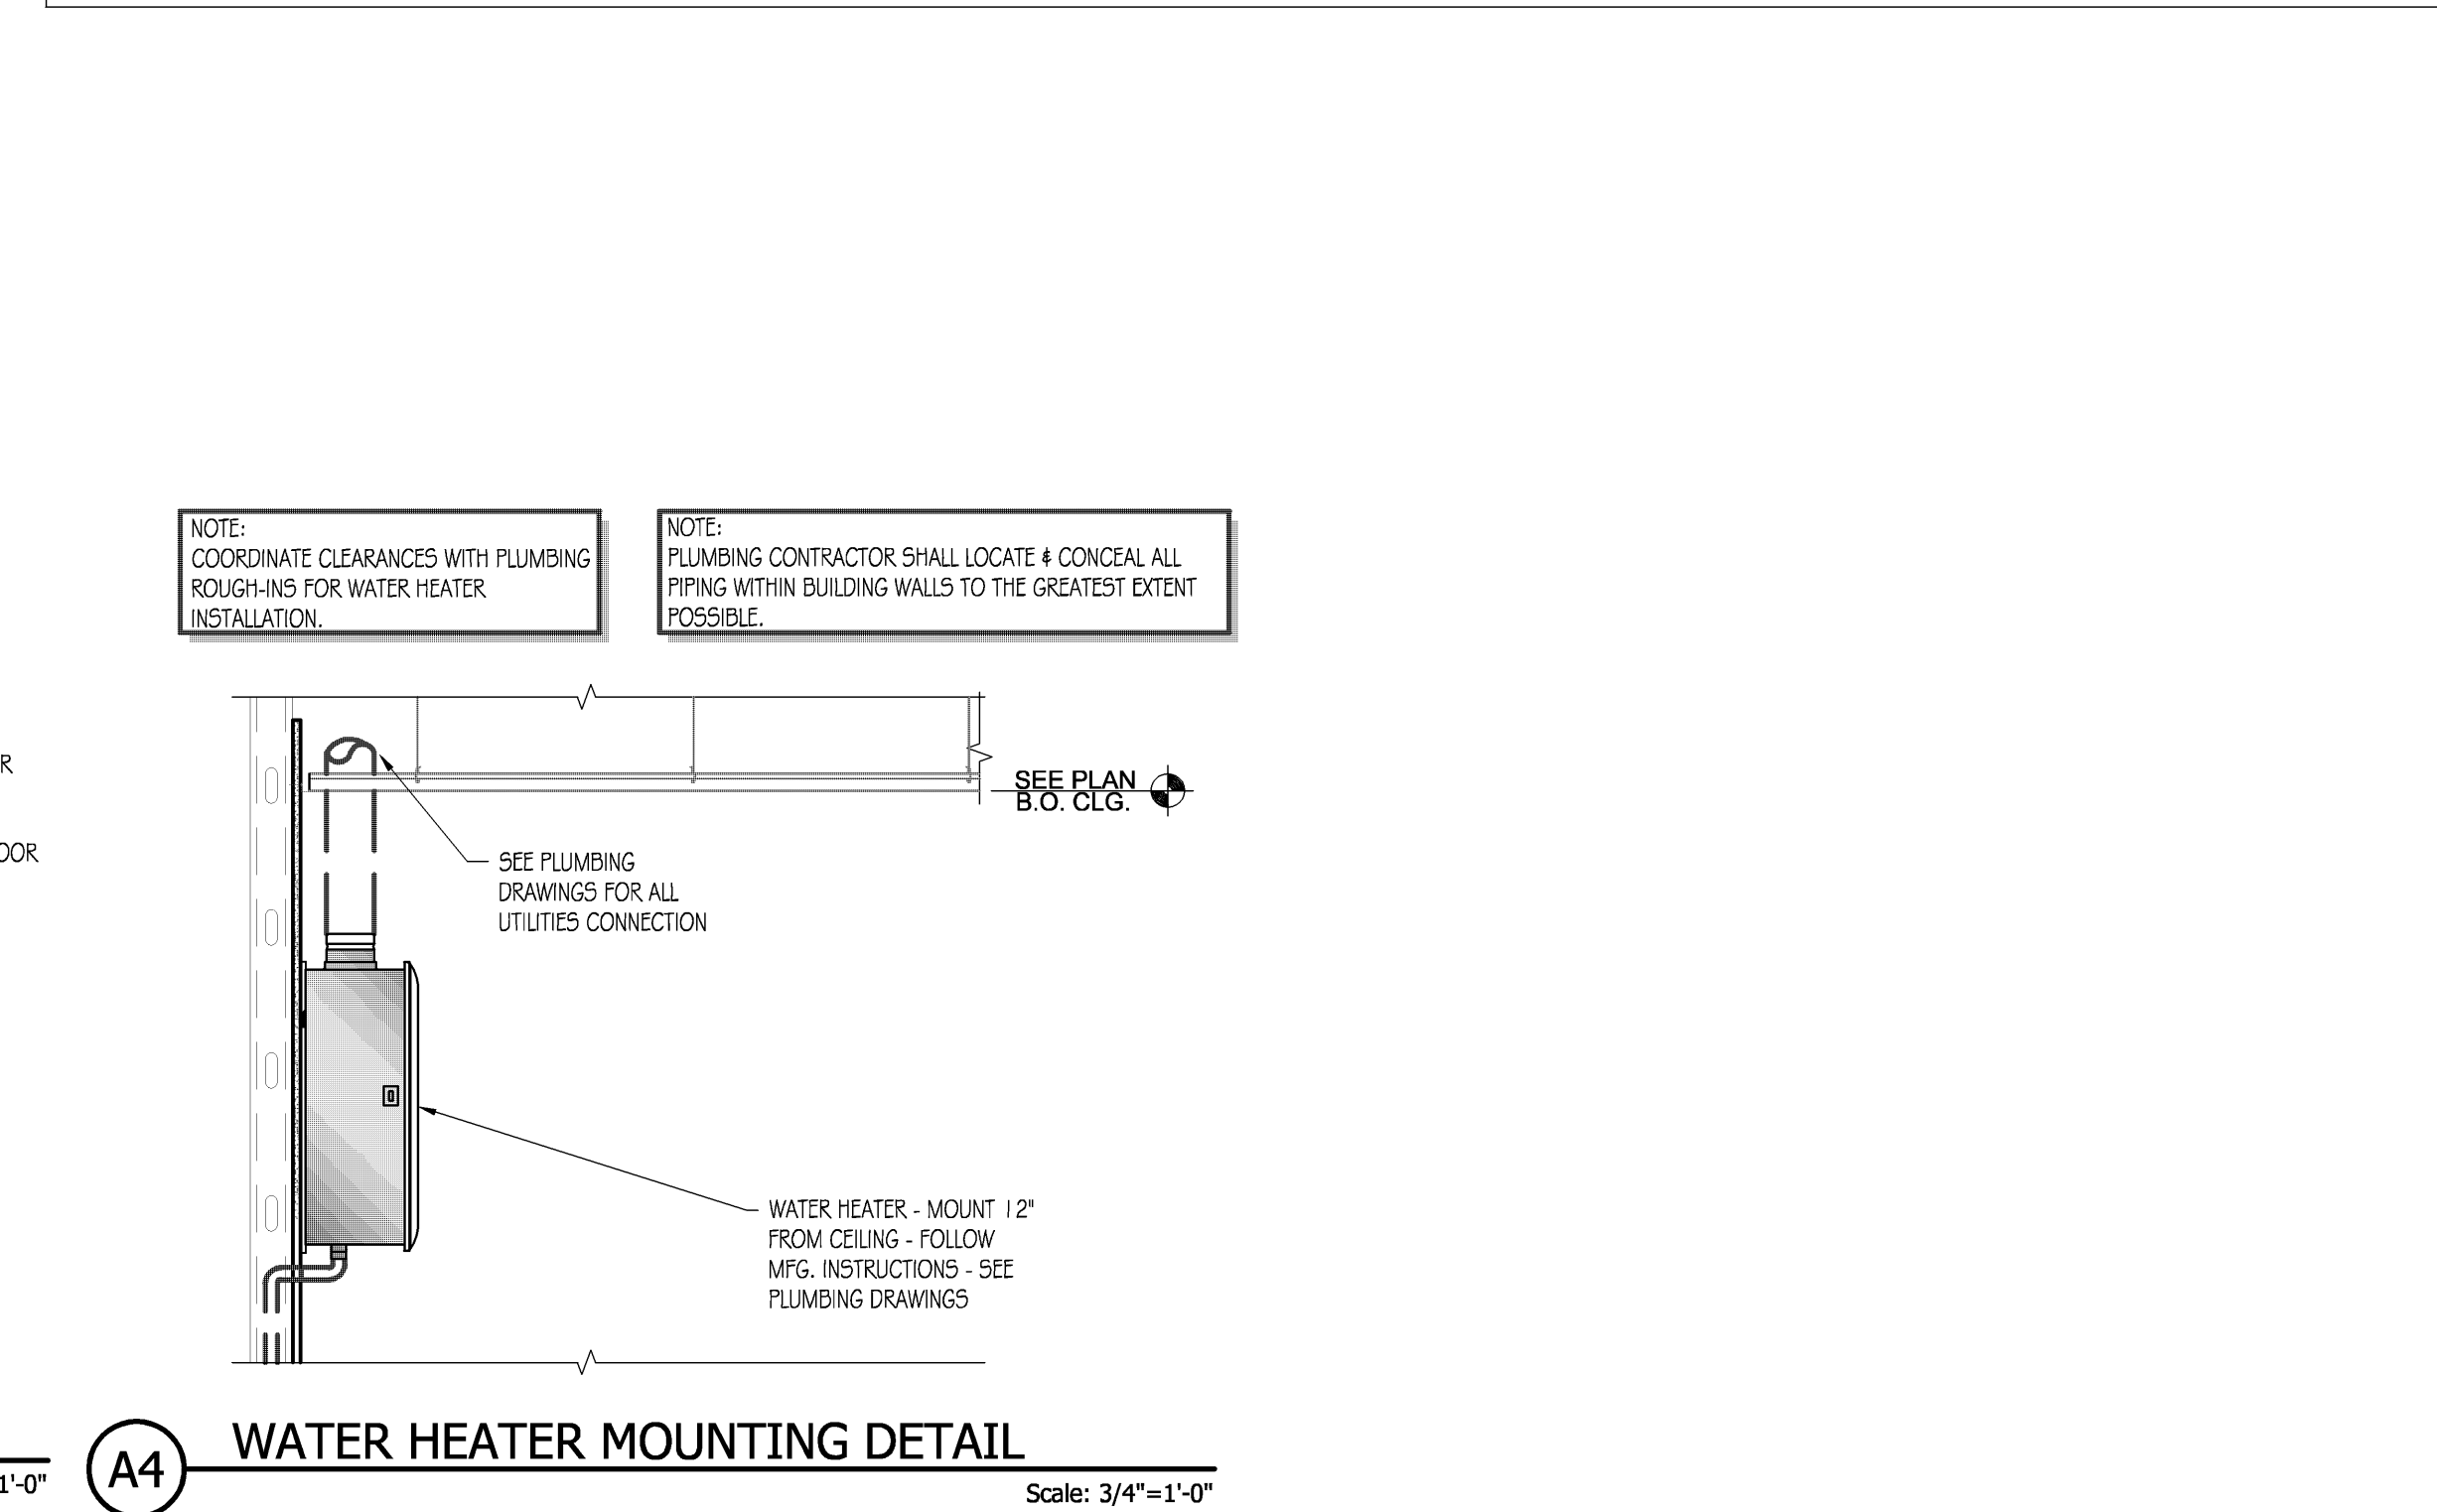 NOTE:
COORDINATE CLEARANCES WITH PLUMBING
ROUGH-INS FOR WATER HEATER
INSTALLATION.
NOTE:
PLUMBING CONTRACTOR SHALL LOCATE & CONCEAL ALL
PIPING WITHIN BUILDING WALLS TO THE GREATEST EXTENT
POSSIBLE.
R
OOR
SEE PLAN
B.O. CLG.
SEE PLUMBING
DRAWINGS FOR ALL
UTILITIES CONNECTION
WATER HEATER - MOUNT 12"
FROM CEILING - FOLLOW
MFG. INSTRUCTIONS - SEE
PLUMBING DRAWINGS
1'-0"
A4
WATER HEATER MOUNTING DETAIL
Scale: 3/4"=1'-0"